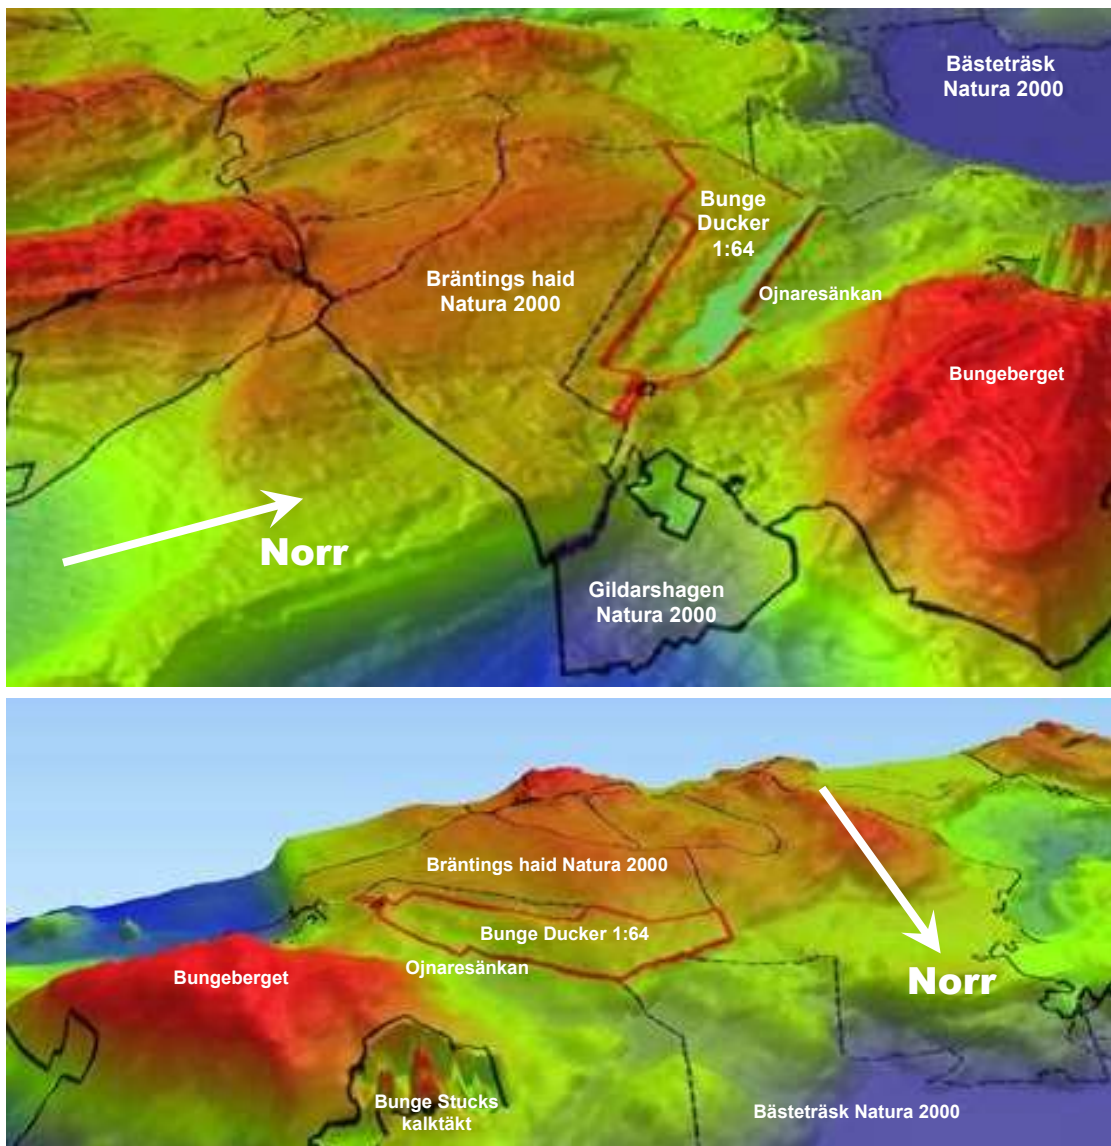 Bästeträsk
Natura 2000
Bunge
Ducker
1:64
Bräntings haid
Natura 2000
Ojnaresänkan
Bungeberget
Norr
Gildarshagen
Natura 2000
Bräntings haid Natura 2000
Bunge Ducker 1:64
Ojnaresänkan
Bungeberget
Norr
Bunge Stucks
kalktäkt
Bästeträsk Natura 2000